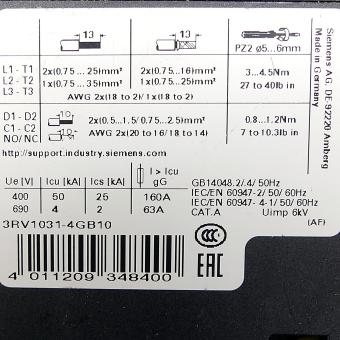 13 13 PZ2 ø5...6mm
L1 - T1 2x(0.75...25)mm² 2x(0.75...16)mm² 3...4.5Nm
L2 - T2 1x(0.75...35)mm² 1x(0.75...25)mm² 27 to 40lb in
L3 - T3 AWG 2x(18 to 2)/1x(18 to 2)
D1 - D2 10 2x(0.5...1.5/ 0.75...2.5)mm² 0.8...1.2Nm
C1 - C2 AWG 2x(20 to 16/18 to 14) 7 to 10.3lb in
NO/NC 10
http://support.industry.siemens.com
Ue [V] Icu [kA] Ics [kA] I > Icu gG
400 50 25 160A
690 4 2 63A
GB14048.2/.4/ 50Hz
IEC/EN 60947-2/ 50/ 60Hz
IEC/EN 60947- 4-1/ 50/ 60Hz
CAT.A Uimp 6kV
(AF)
3RV1031-4GB10
4 011209 348400
CCC
EAC
Siemens AG, DE-92220 Amberg
Made in Germany